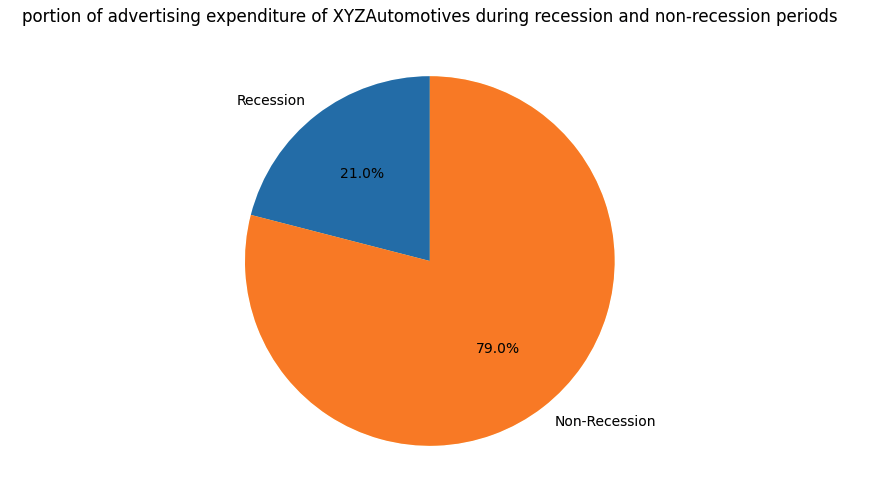 portion of advertising expenditure of XYZAutomotives during recession and non-recession periods
Recession
21.0%
79.0%
Non-Recession